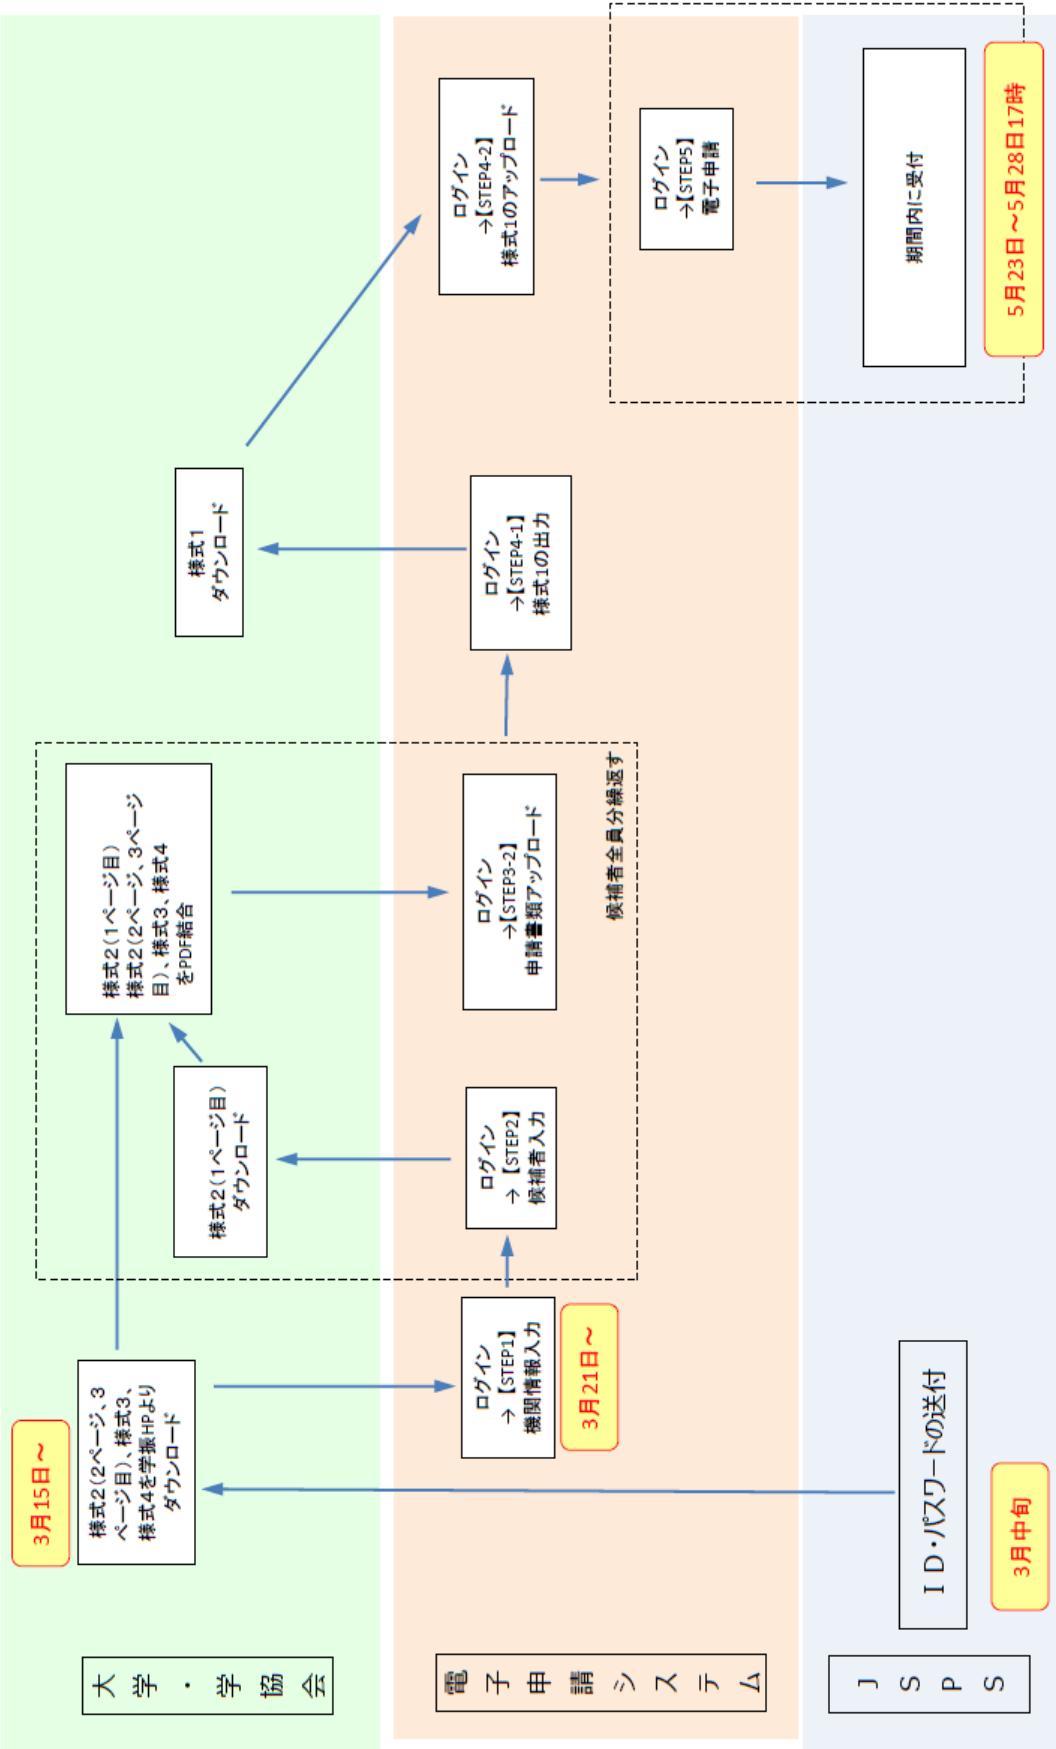 大学・学協会
3月15日～
様式2(2ページ、3
ページ目)、様式3、
様式4を学振HPより
ダウンロード
様式2(1ページ目)
ダウンロード
様式2(1ページ目)
様式2(2ページ、3ページ
目)、様式3、様式4
をPDF結合
様式1
ダウンロード
電子申請システム
ログイン
→【STEP1】
機関情報入力
3月21日～
ログイン
→【STEP2】
候補者入力
ログイン
→【STEP3-2】
申請書類アップロード
候補者全員分繰返す
ログイン
→【STEP4-1】
様式1の出力
ログイン
→【STEP4-2】
様式1のアップロード
ログイン
→【STEP5】
電子申請
JSPS
ID・パスワードの送付
3月中旬
期間内に受付
5月23日～5月28日17時